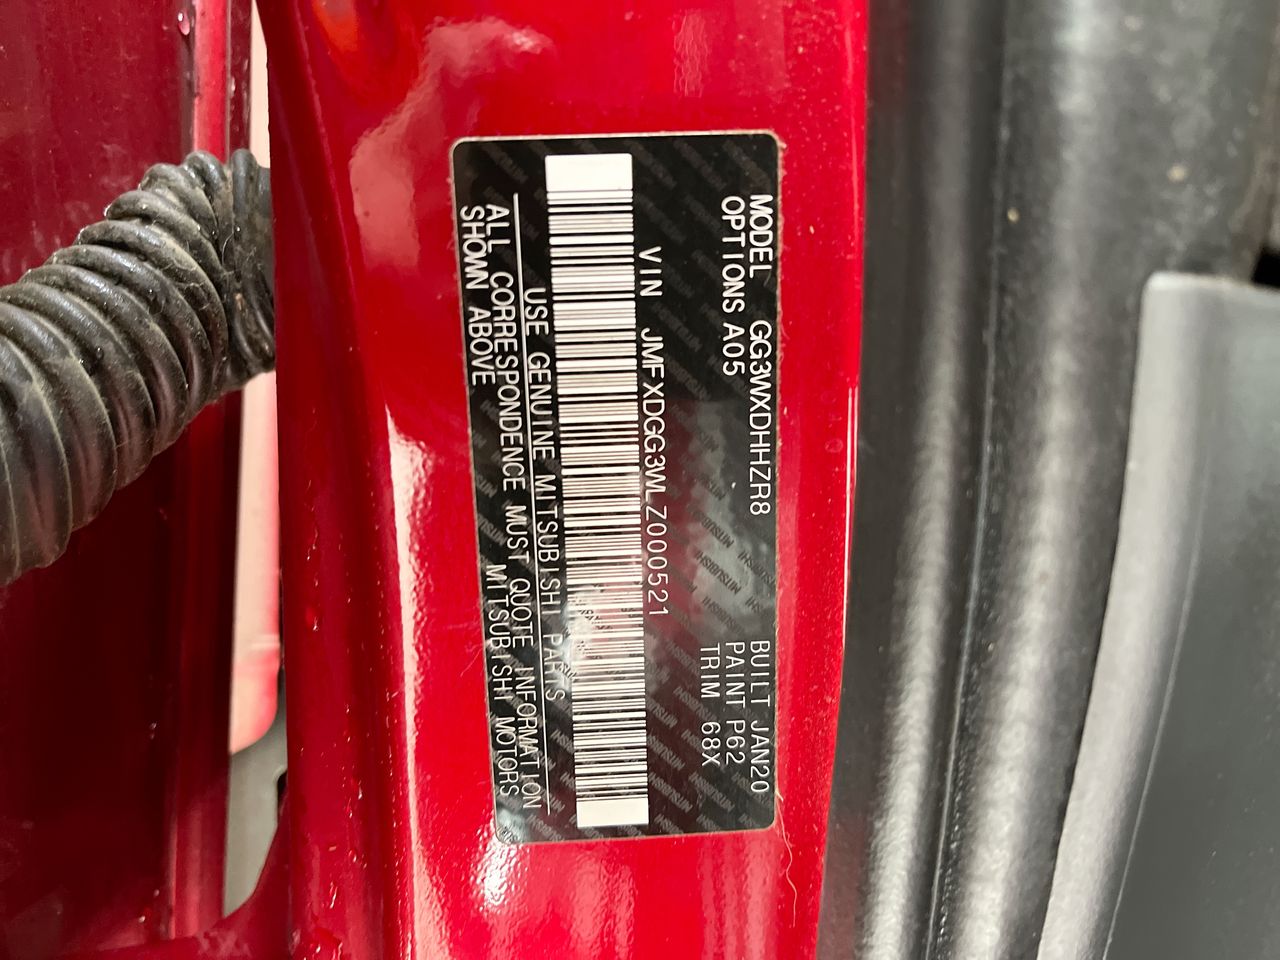 MODEL GG3WXDHHZR8 BUILT JAN20
OPTIONS A05 PAINT P62
TRIM 68X
VIN JMFXDGG3WLZ000521
USE GENUINE MITSUBISHI PARTS
ALL CORRESPONDENCE MUST QUOTE INFORMATION
SHOWN ABOVE MITSUBISHI MOTORS